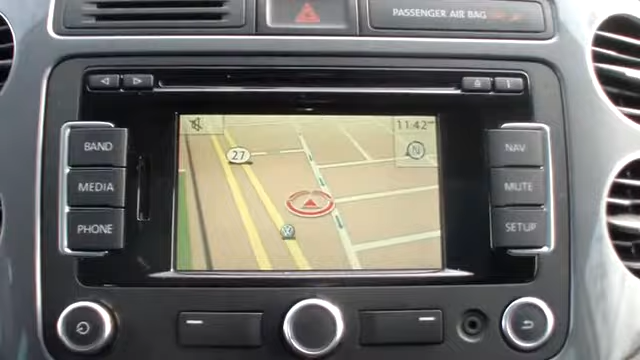 PASSENGER AIR BAG
BAND
MEDIA
PHONE
11:42
27
N
NAV
MUTE
SETUP